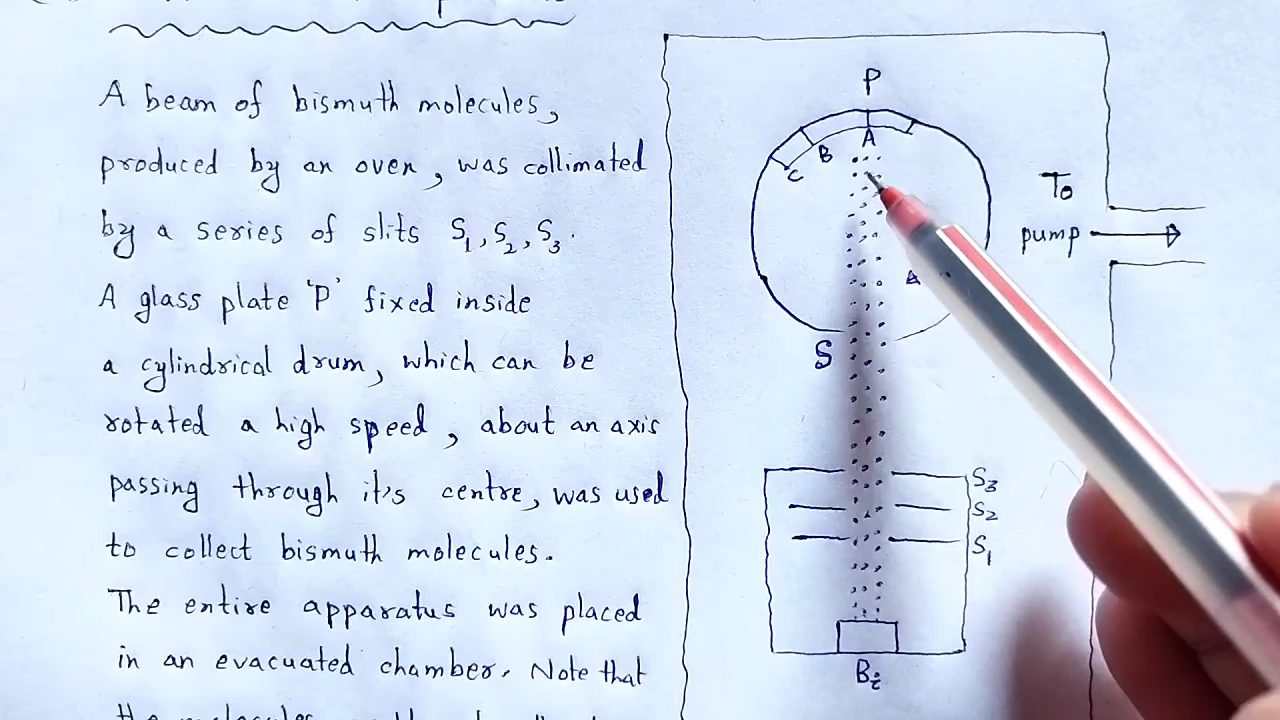 A beam of bismuth molecules,
produced by an oven, was collimated
by a series of slits S1, S2, S3.
A glass plate 'P' fixed inside
a cylindrical drum, which can be
rotated a high speed, about an axis
passing through it's centre, was used
to collect bismuth molecules.
The entire apparatus was placed
in an evacuated chamber. Note that
the molecules
P
A
B
C
To
pump
S
S3
S2
S1
Bi